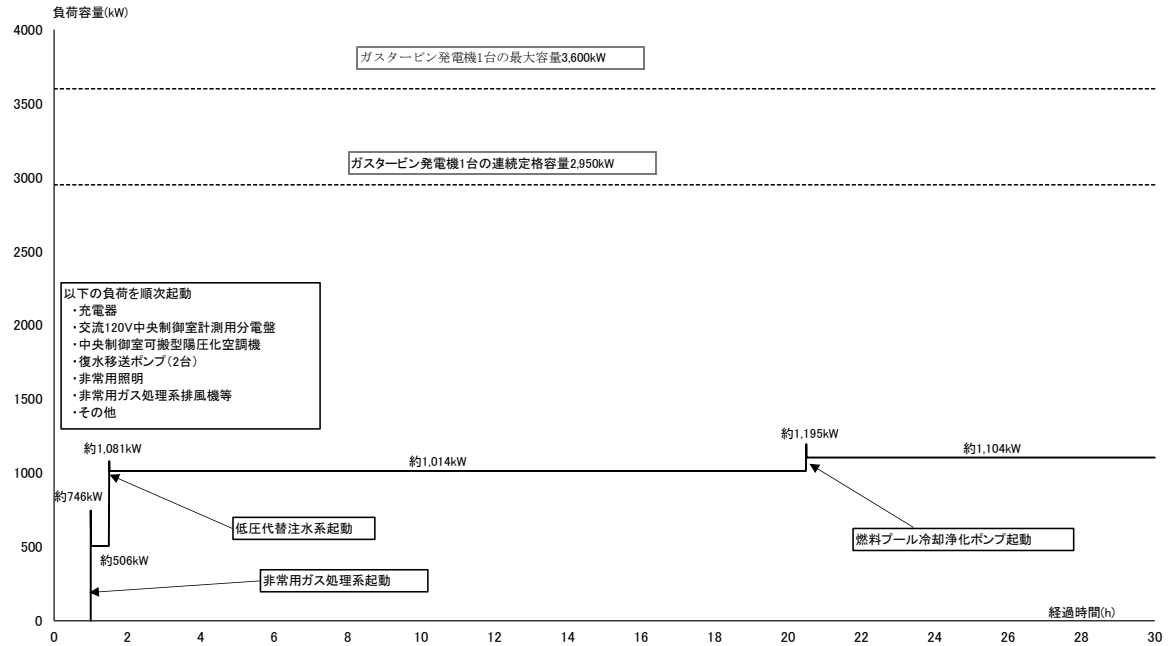 負荷容量(kW)
4000
ガスタービン発電機1台の最大容量3,600kW
3500
ガスタービン発電機1台の連続定格容量2,950kW
3000
2500
以下の負荷を順次起動
・充電器
・交流120V中央制御室計測用分電盤
・中央制御室可搬型陽圧化空調機
・復水移送ポンプ(2台)
・非常用照明
・非常用ガス処理系排風機等
・その他
2000
1500
約1,081kW
約1,014kW
約1,195kW
約1,104kW
1000
約746kW
低圧代替注水系起動
燃料プール冷却浄化ポンプ起動
500
約506kW
非常用ガス処理系起動
経過時間(h)
0
0 2 4 6 8 10 12 14 16 18 20 22 24 26 28 30